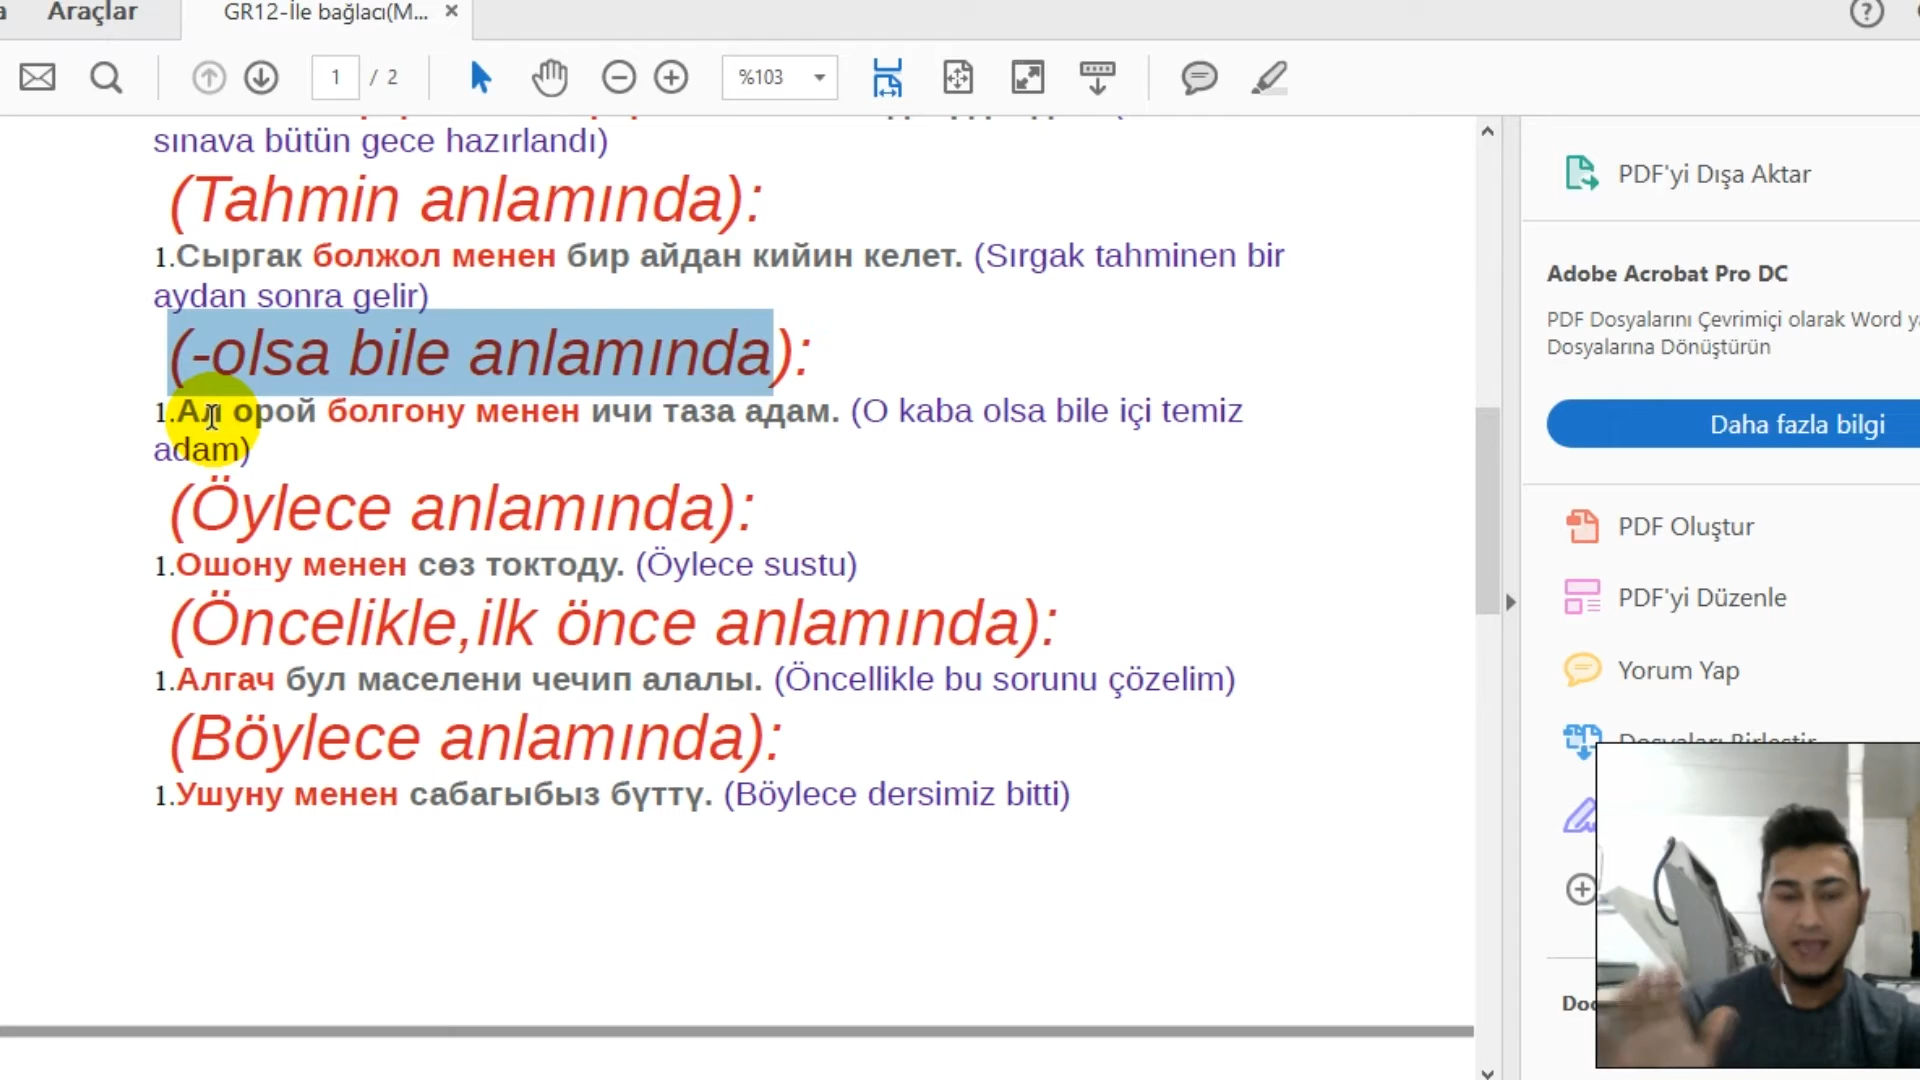 Araçlar
GR12-İle bağlacı(M...
1 / 2
%103
sınava bütün gece hazırlandı)
(Tahmin anlamında):
1.Сыргак болжол менен бир айдан кийин келет. (Sırgak tahminen bir
aydan sonra gelir)
(-olsa bile anlamında):
1.Ал орой болгону менен ичи таза адам. (O kaba olsa bile içi temiz
adam)
(Öylece anlamında):
1.Ошону менен сөз токтоду. (Öylece sustu)
(Öncelikle,ilk önce anlamında):
1.Алгач бул маселени чечип алалы. (Öncellikle bu sorunu çözelim)
(Böylece anlamında):
1.Ушуну менен сабагыбыз бүттү. (Böylece dersimiz bitti)
PDF'yi Dışa Aktar
Adobe Acrobat Pro DC
PDF Dosyalarını Çevrimiçi olarak Word
Dosyalarına Dönüştürün
Daha fazla bilgi
PDF Oluştur
PDF'yi Düzenle
Yorum Yap
Dosyaları Birleştir